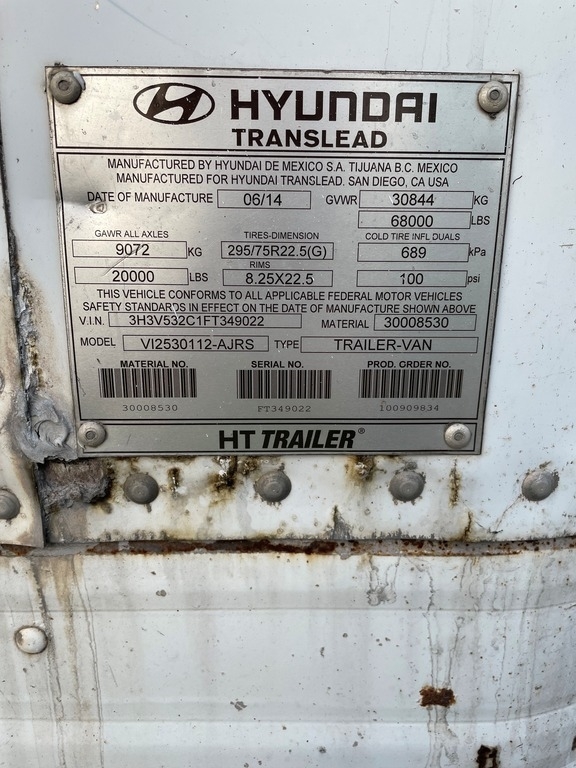 HYUNDAI
TRANSLEAD
MANUFACTURED BY HYUNDAI DE MEXICO S.A. TIJUANA B.C. MEXICO
MANUFACTURED FOR HYUNDAI TRANSLEAD. SAN DIEGO, CA USA
DATE OF MANUFACTURE 06/14 GVWR 30844 KG
68000 LBS
GAWR ALL AXLES TIRES-DIMENSION COLD TIRE INFL DUALS
9072 KG 295/75R22.5(G) 689 kPa
RIMS
20000 LBS 8.25X22.5 100 psi
THIS VEHICLE CONFORMS TO ALL APPLICABLE FEDERAL MOTOR VEHICLES
SAFETY STANDARDS IN EFFECT ON THE DATE OF MANUFACTURE SHOWN ABOVE
V.I.N. 3H3V532C1FT349022 MATERIAL 30008530
MODEL VI2530112-AJRS TYPE TRAILER-VAN
MATERIAL NO. SERIAL NO. PROD. ORDER NO.
30008530 FT349022 100909834
HT TRAILER®